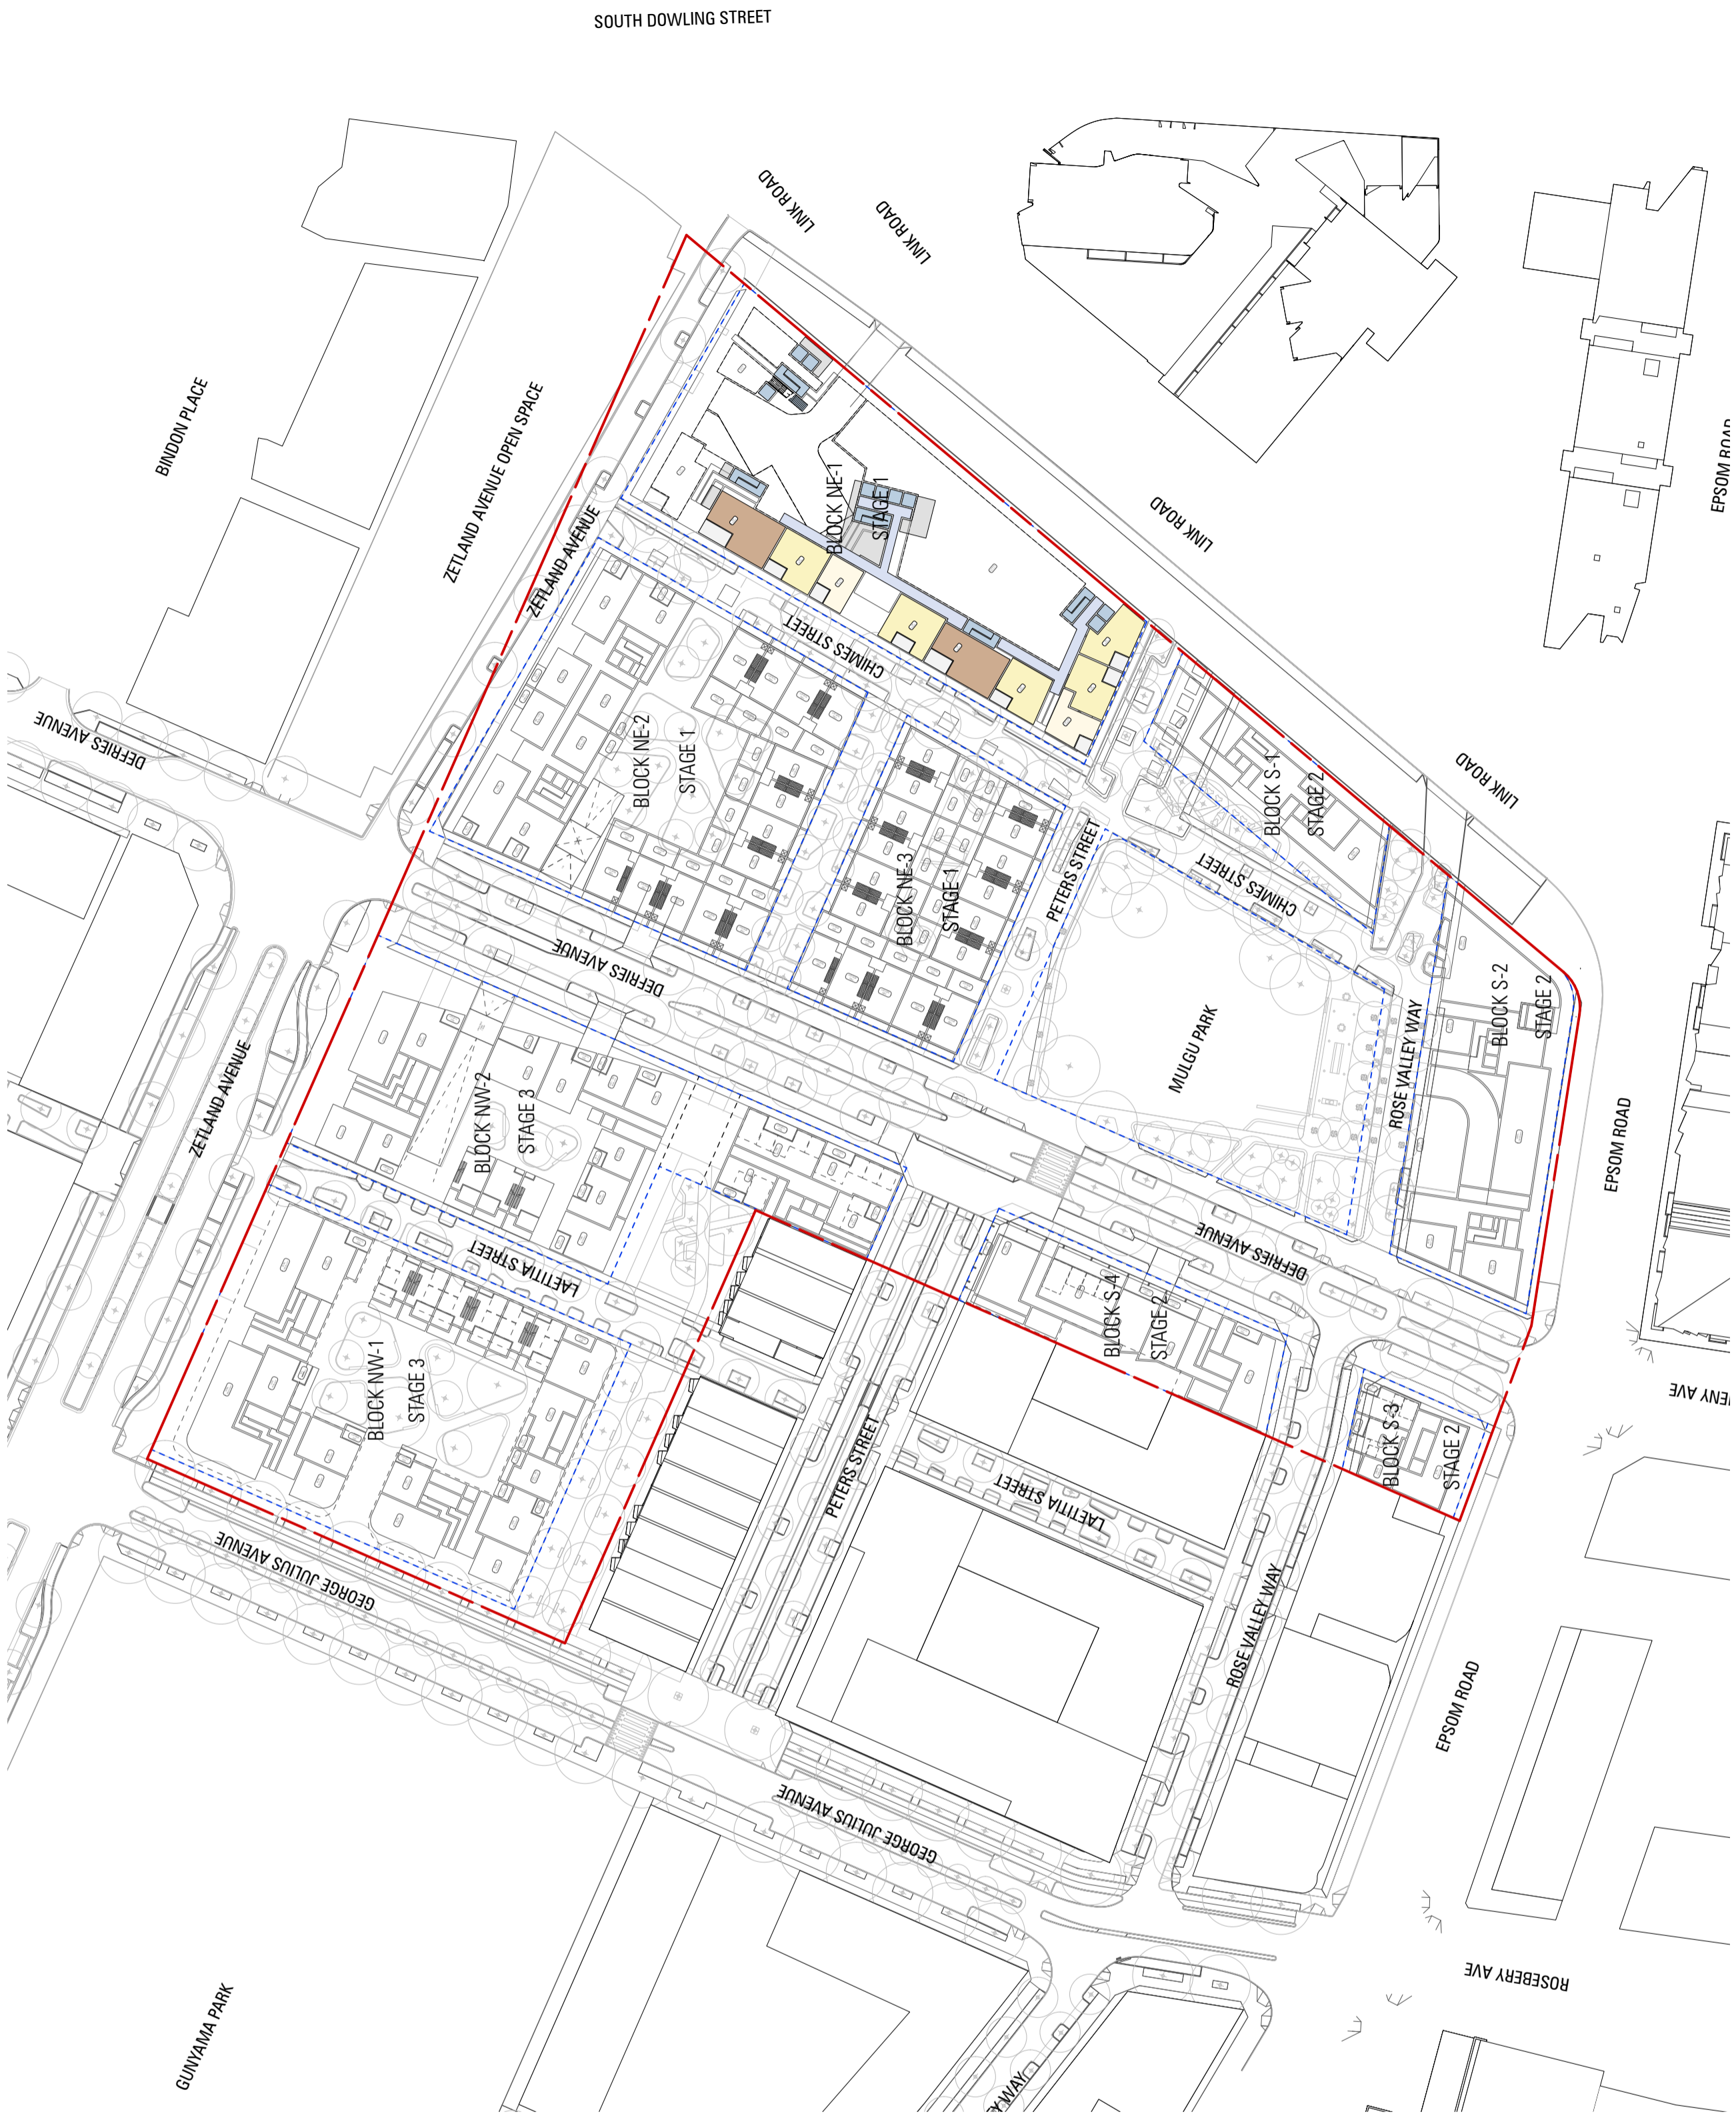 SOUTH DOWLING STREET
LINK ROAD
LINK ROAD
BINDON PLACE
ZETLAND AVENUE OPEN SPACE
EPSOM ROAD
LINK ROAD
BLOCK NE-1
STAGE 1
ZETLAND AVENUE
CHIMES STREET
DEFRIES AVENUE
BLOCK NE-2
STAGE 1
LINK ROAD
BLOCK S-1
STAGE 2
PETERS STREET
CHIMES STREET
BLOCK NE-3
STAGE 1
DEFRIES AVENUE
BLOCK S-2
STAGE 2
MULGU PARK
ROSE VALLEY WAY
ZETLAND AVENUE
BLOCK NW-2
STAGE 3
EPSOM ROAD
LAETITIA STREET
DEFRIES AVENUE
BLOCK S-4
STAGE 2
BLOCK NW-1
STAGE 3
ENY AVE
BLOCK S-3
STAGE 2
PETERS STREET
LAETITIA STREET
GEORGE JULIUS AVENUE
ROSE VALLEY WAY
EPSOM ROAD
GEORGE JULIUS AVENUE
ROSEBERY AVE
GUNYAMA PARK
Y WAY